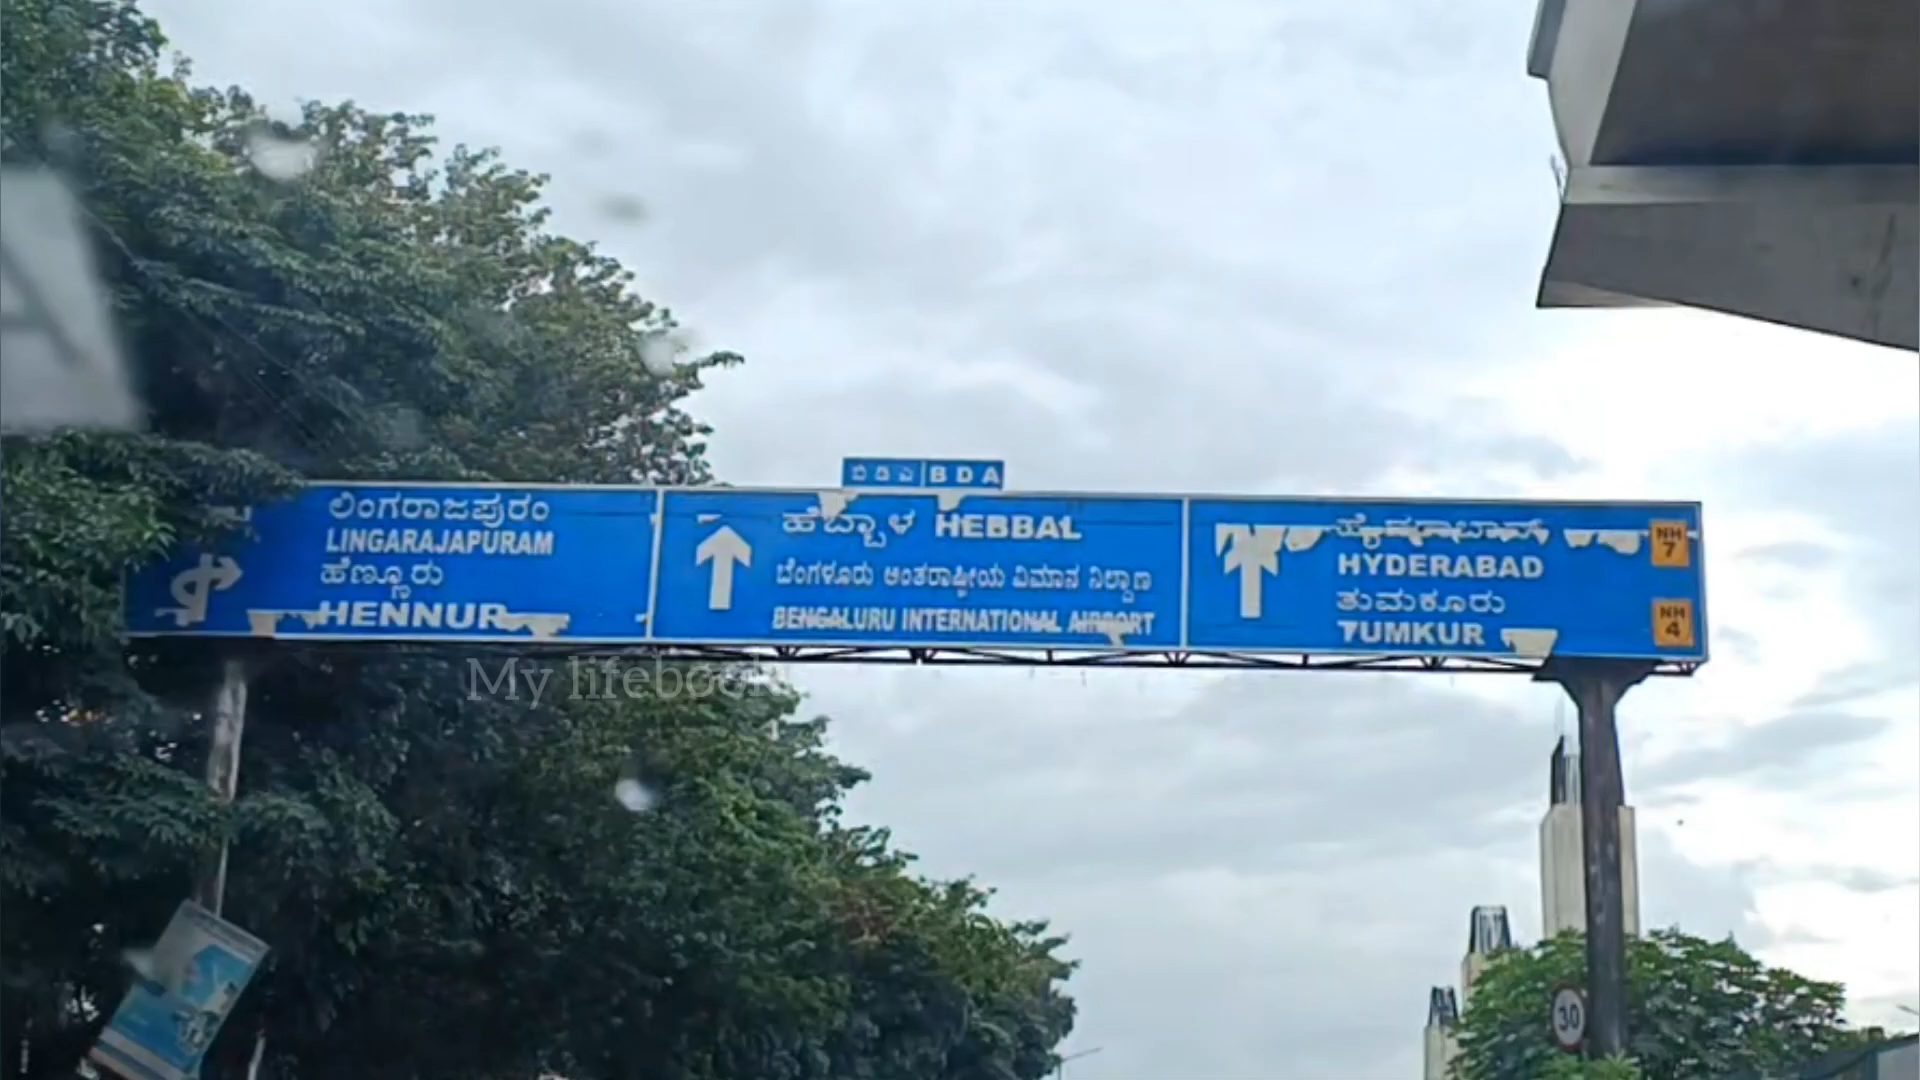 ಬಿ ಡಿ ಎ BDA
ಲಿಂಗರಾಜಪುರಂ
LINGARAJAPURAM
ಹೆಣ್ಣೂರು
HENNUR
ಹೆಬ್ಬಾಳ HEBBAL
ಬೆಂಗಳೂರು ಅಂತರಾಷ್ಟ್ರೀಯ ವಿಮಾನ ನಿಲ್ದಾಣ
BENGALURU INTERNATIONAL AIRPORT
ಹೈದರಾಬಾದ್
HYDERABAD
ತುಮಕೂರು
TUMKUR
NH
7
NH
4
My lifebook
30